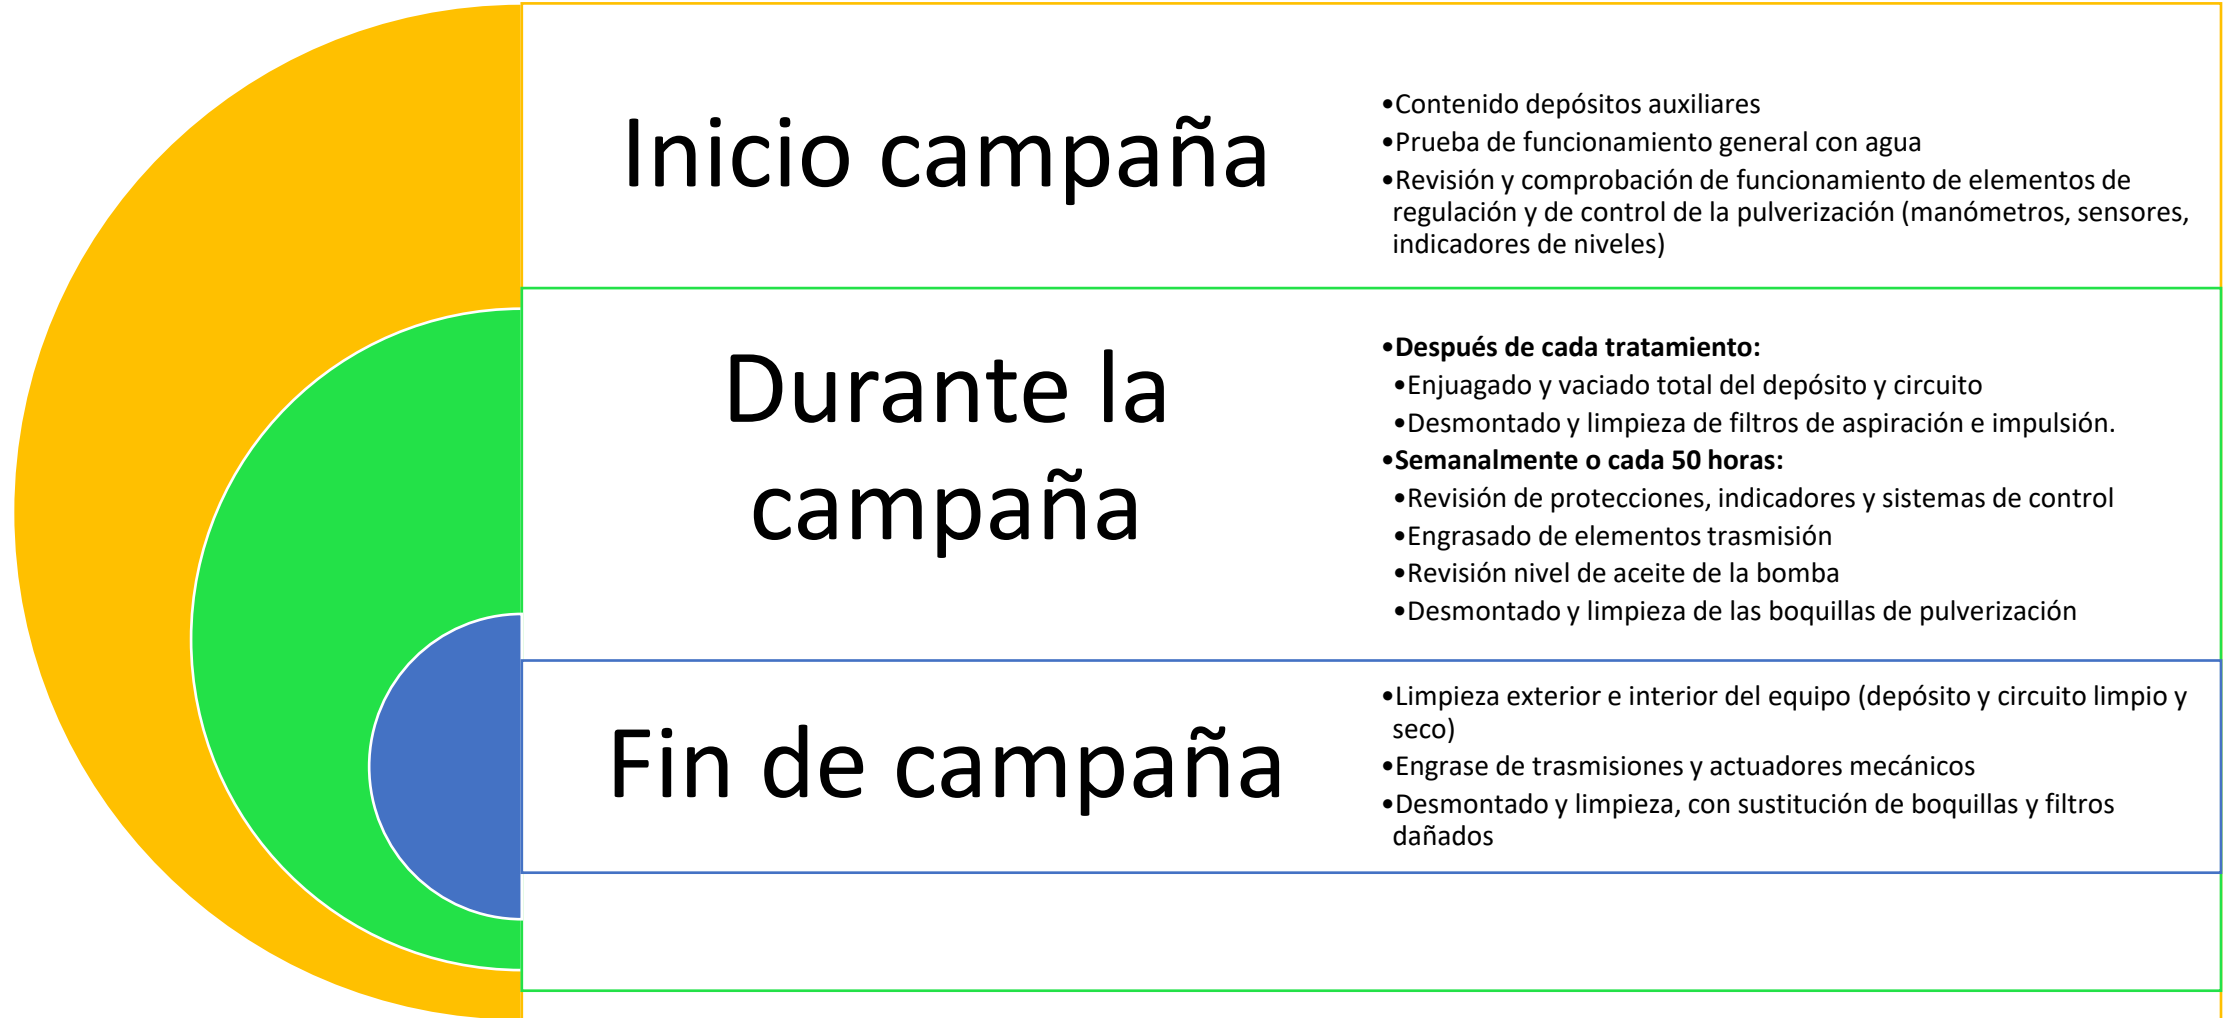 Inicio campaña
•Contenido depósitos auxiliares
•Prueba de funcionamiento general con agua
•Revisión y comprobación de funcionamiento de elementos de
regulación y de control de la pulverización (manómetros, sensores,
indicadores de niveles)
Durante la
campaña
•Después de cada tratamiento:
•Enjuagado y vaciado total del depósito y circuito
•Desmontado y limpieza de filtros de aspiración e impulsión.
•Semanalmente o cada 50 horas:
•Revisión de protecciones, indicadores y sistemas de control
•Engrasado de elementos trasmisión
•Revisión nivel de aceite de la bomba
•Desmontado y limpieza de las boquillas de pulverización
Fin de campaña
•Limpieza exterior e interior del equipo (depósito y circuito limpio y
seco)
•Engrase de trasmisiones y actuadores mecánicos
•Desmontado y limpieza, con sustitución de boquillas y filtros
dañados